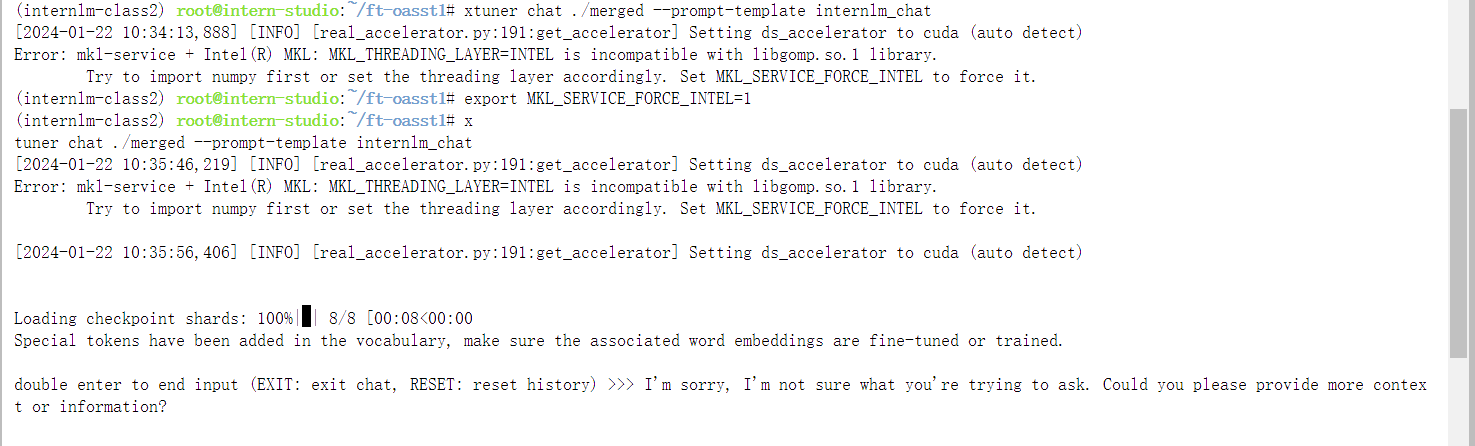 (internlm-class2) root@intern-studio:~/ft-oasst1# xtuner chat ./merged --prompt-template internlm_chat
[2024-01-22 10:34:13,888] [INFO] [real_accelerator.py:191:get_accelerator] Setting ds_accelerator to cuda (auto detect)
Error: mkl-service + Intel(R) MKL: MKL_THREADING_LAYER=INTEL is incompatible with libgomp.so.1 library.
        Try to import numpy first or set the threading layer accordingly. Set MKL_SERVICE_FORCE_INTEL to force it.
(internlm-class2) root@intern-studio:~/ft-oasst1# export MKL_SERVICE_FORCE_INTEL=1
(internlm-class2) root@intern-studio:~/ft-oasst1# x
tuner chat ./merged --prompt-template internlm_chat
[2024-01-22 10:35:46,219] [INFO] [real_accelerator.py:191:get_accelerator] Setting ds_accelerator to cuda (auto detect)
Error: mkl-service + Intel(R) MKL: MKL_THREADING_LAYER=INTEL is incompatible with libgomp.so.1 library.
        Try to import numpy first or set the threading layer accordingly. Set MKL_SERVICE_FORCE_INTEL to force it.
[2024-01-22 10:35:56,406] [INFO] [real_accelerator.py:191:get_accelerator] Setting ds_accelerator to cuda (auto detect)
Loading checkpoint shards: 100%|█| 8/8 [00:08<00:00
Special tokens have been added in the vocabulary, make sure the associated word embeddings are fine-tuned or trained.
double enter to end input (EXIT: exit chat, RESET: reset history) >>> I'm sorry, I'm not sure what you're trying to ask. Could you please provide more contex
t or information?